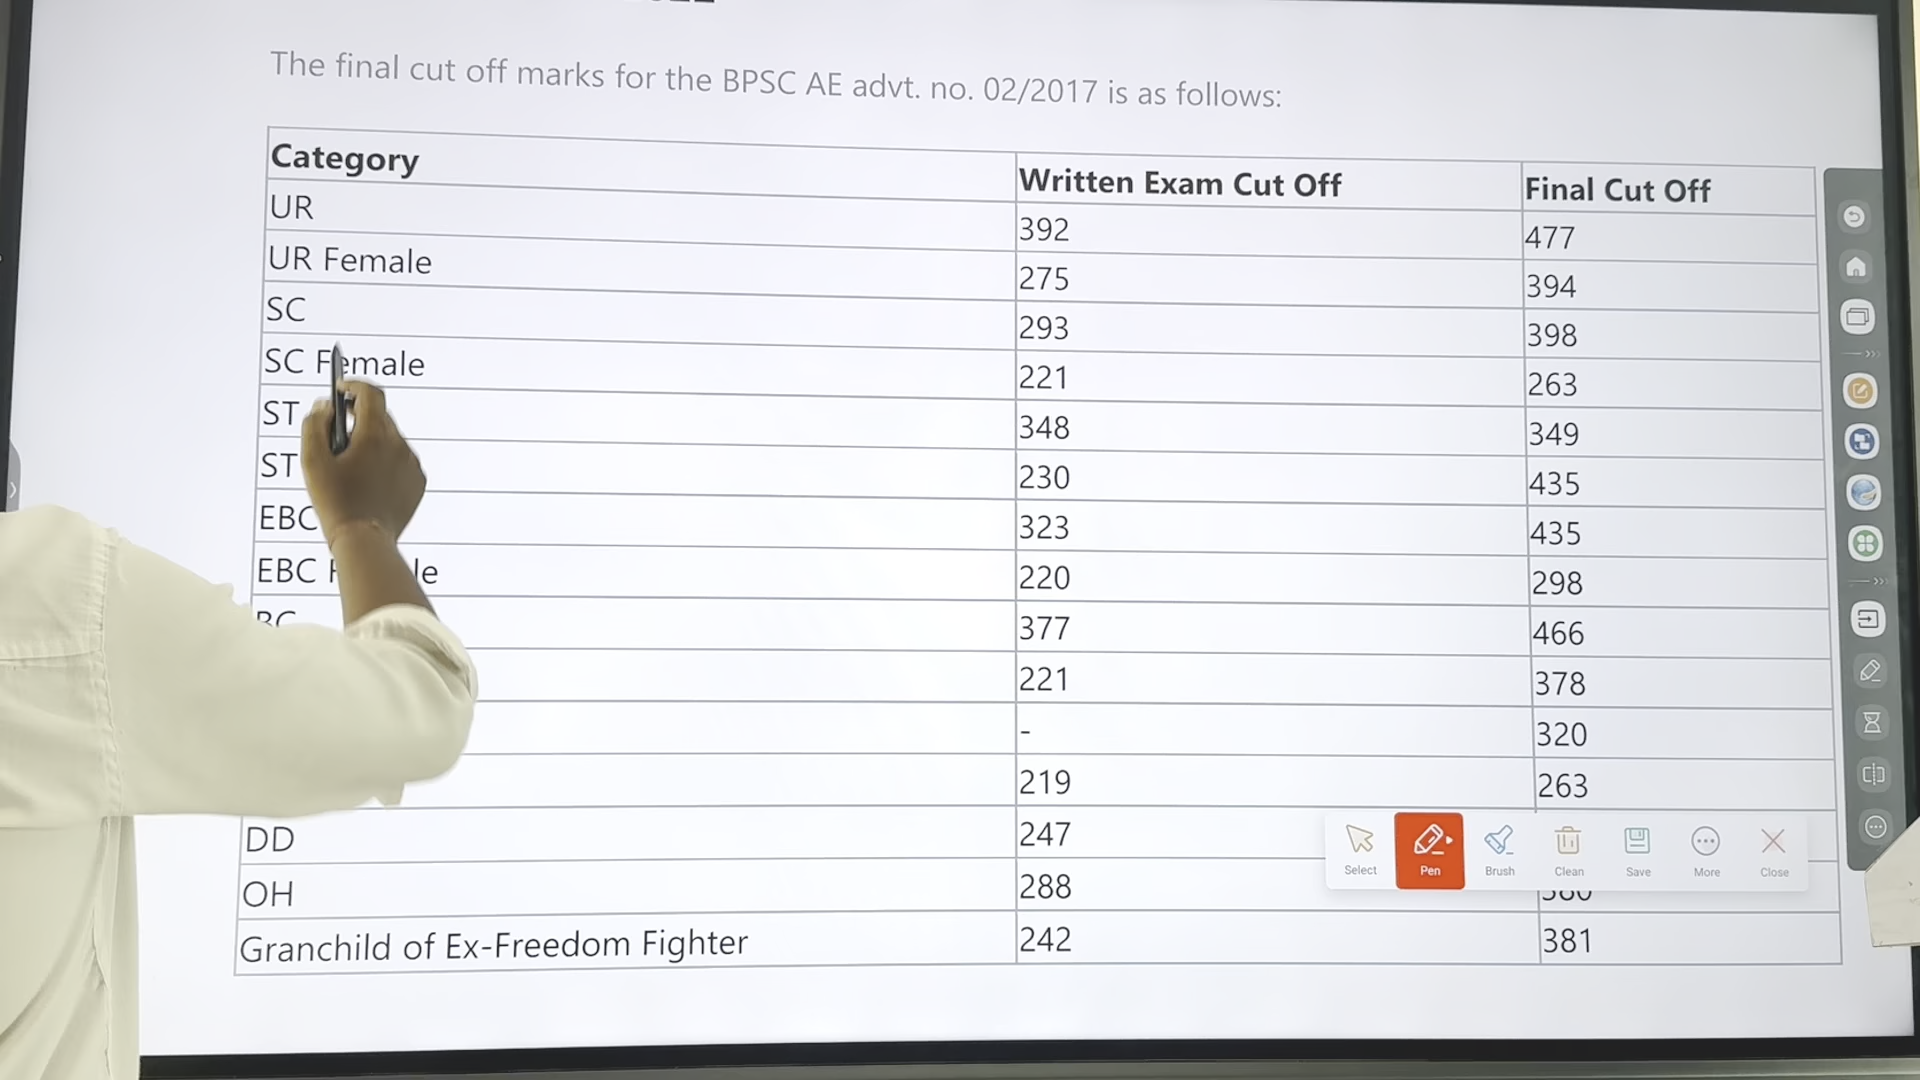 The final cut off marks for the BPSC AE advt. no. 02/2017 is as follows:
Category Written Exam Cut Off Final Cut Off
UR 392 477
UR Female 275 394
SC 293 398
SC Female 221 263
ST 348 349
ST 230 435
EBC 323 435
EBC 220 298
377 466
221 378
- 320
219 263
DD 247
OH 288
Granchild of Ex-Freedom Fighter 242 381
Select Pen Brush Clean Save More Close